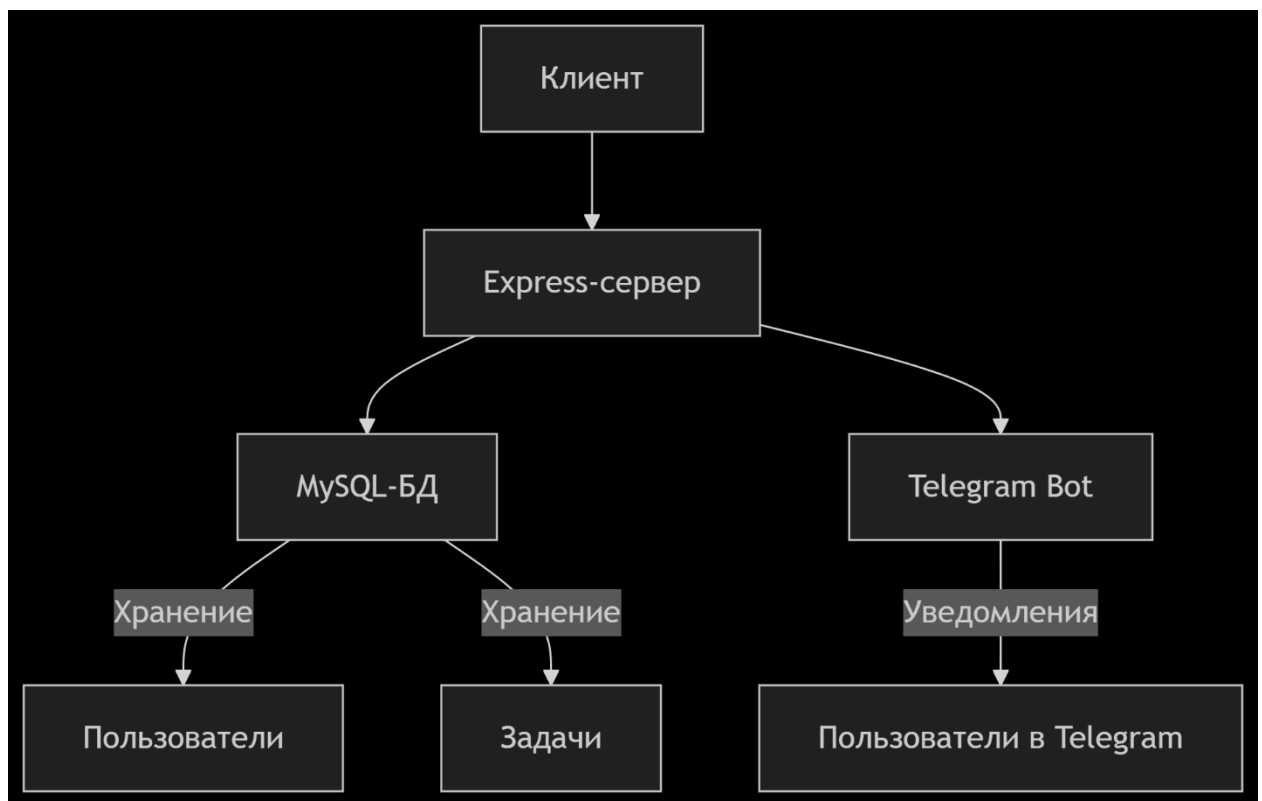 Клиент
Express-сервер
MySQL-БД
Telegram Bot
Хранение
Хранение
Уведомления
Пользователи
Задачи
Пользователи в Telegram